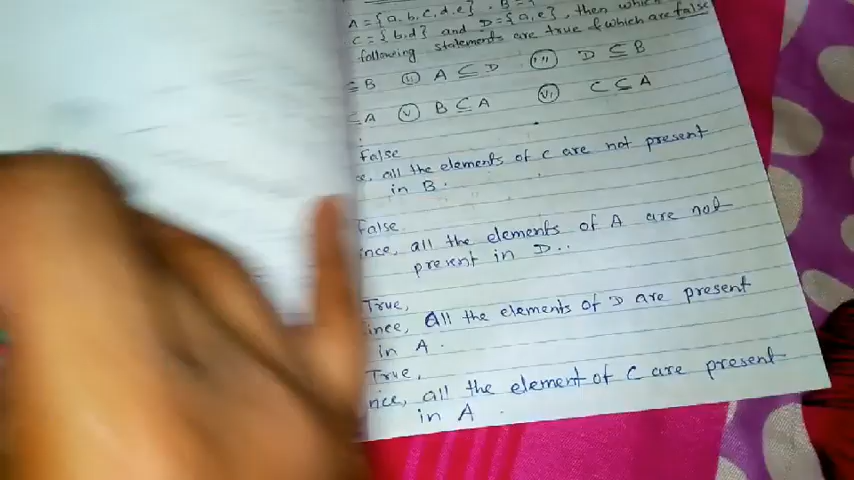 A = {a, b, c, d, e}, B =
C = {b, d} and D = {a, e}, then which
following statements are true & which are false
⊆ B (ii) A ⊆ D (iii) D ⊆ B
⊆ A (v) B ⊆ A (vi) C ⊆ A
False
all the elements of C are not present
in B.
False
ince, all the elements of A are not
present in D..
True,
ince, all the elements of D are present
in A.
True,
nce, all the element of C are present
in A.